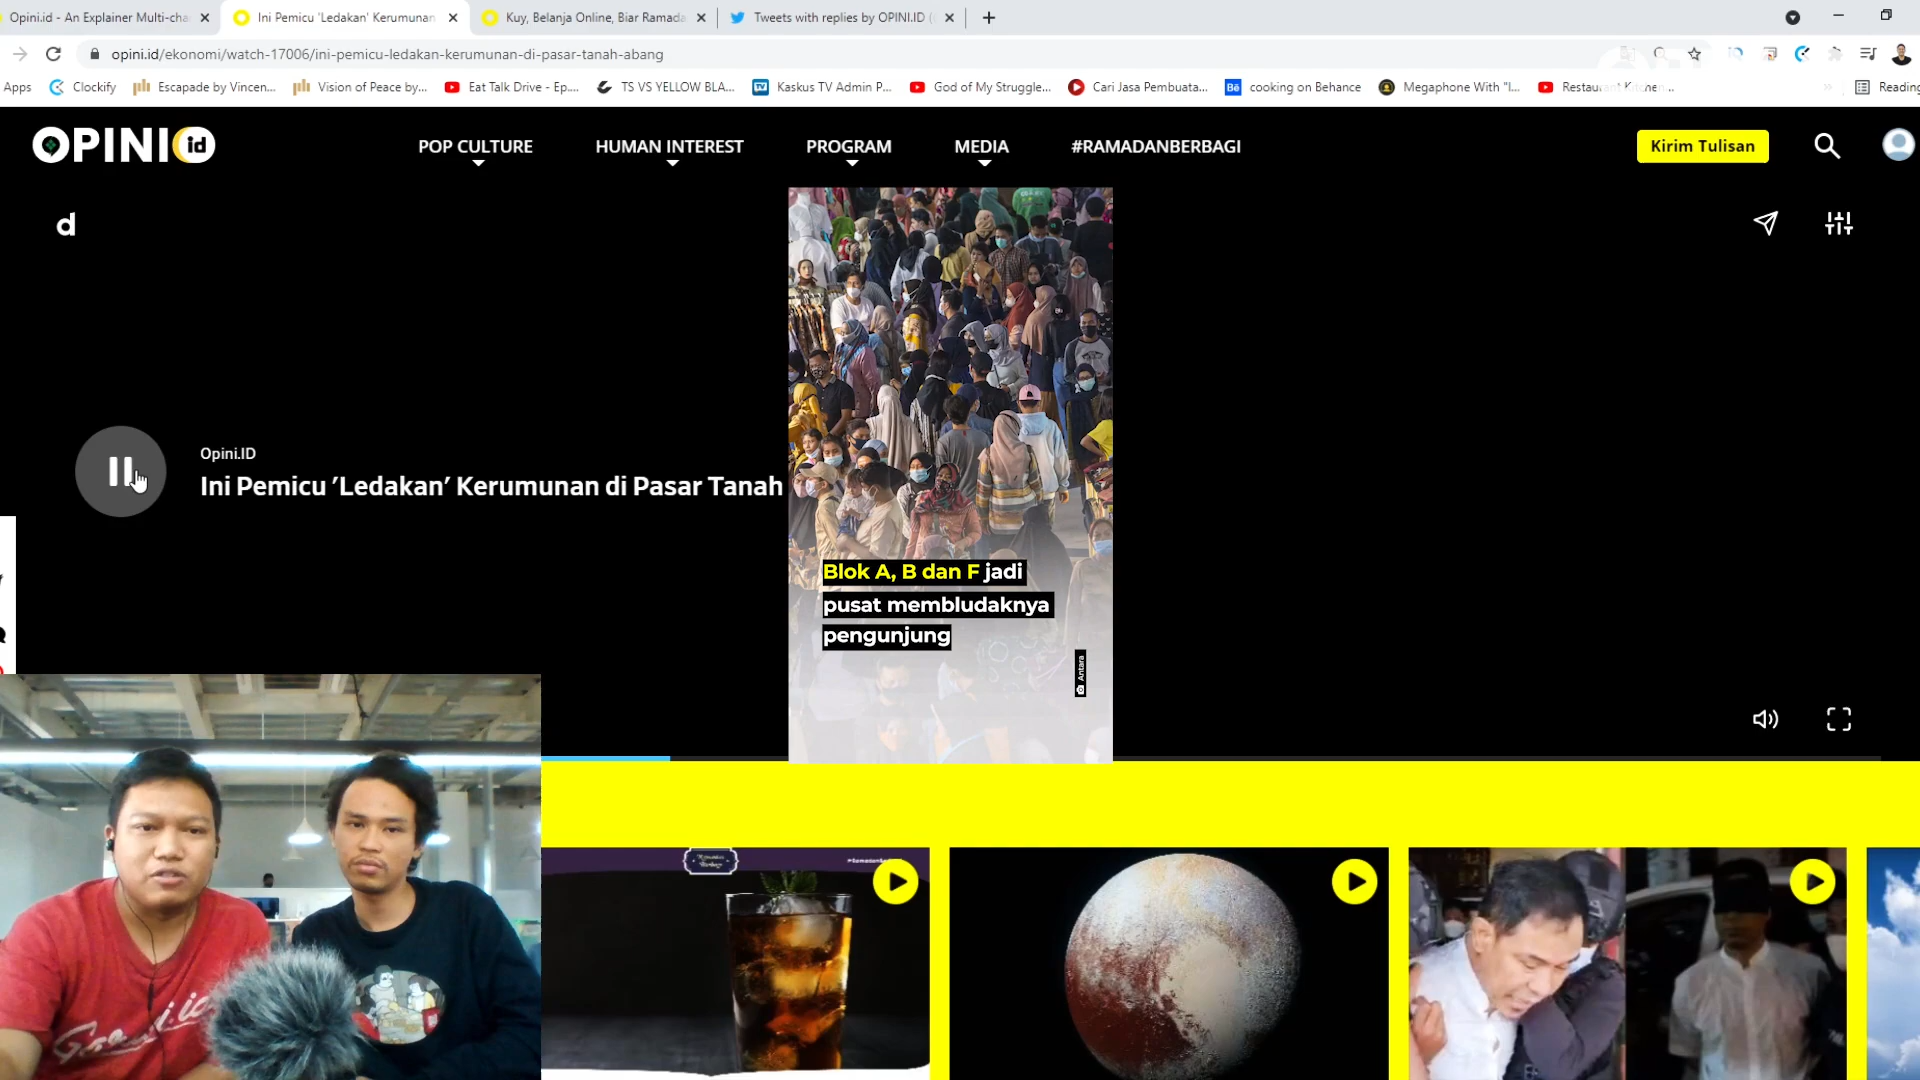 Opini.id - An Explainer Multi-cha
Ini Pemicu 'Ledakan' Kerumunan
Kuy, Belanja Online, Biar Ramada
Tweets with replies by OPINI.ID (
opini.id/ekonomi/watch-17006/ini-pemicu-ledakan-kerumunan-di-pasar-tanah-abang
Apps
Clockify
Escapade by Vincen...
Vision of Peace by...
Eat Talk Drive - Ep....
TS VS YELLOW BLA...
Kaskus TV Admin P...
God of My Struggle...
Cari Jasa Pembuata...
Bē
cooking on Behance
Megaphone With "I...
Reading
OPINI id
POP CULTURE
HUMAN INTEREST
PROGRAM
MEDIA
#RAMADANBERBAGI
Kirim Tulisan
d
Opini.ID
Ini Pemicu 'Ledakan' Kerumunan di Pasar Tanah
Blok A, B dan F jadi
pusat membludaknya
pengunjung
Antara